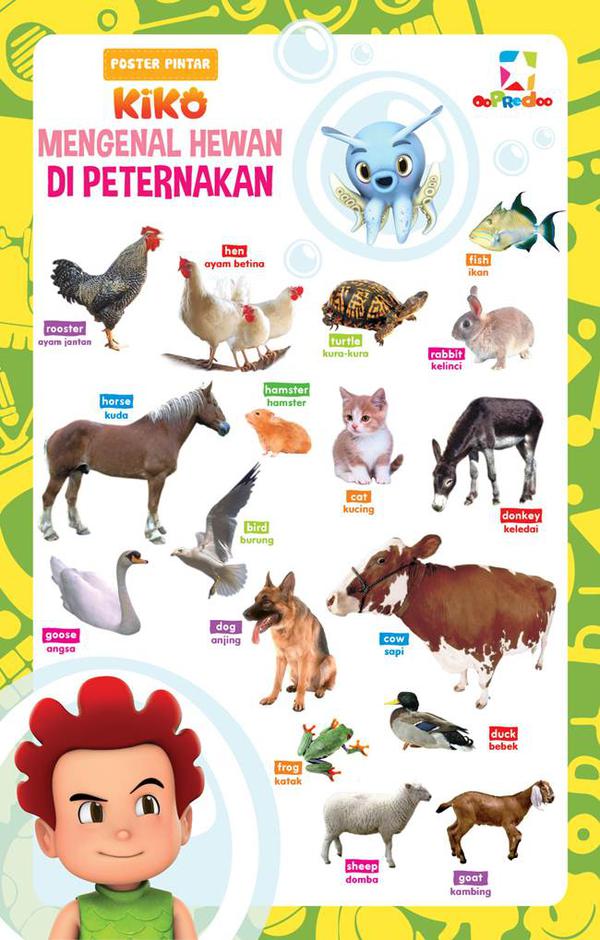 POSTER PINTAR
KIKO
MENGENAL HEWAN
DI PETERNAKAN
OoPRedoo
fish
ikan
hen
ayam betina
rooster
ayam jantan
turtle
kura-kura
rabbit
kelinci
horse
kuda
hamster
hamster
cat
kucing
donkey
keledai
bird
burung
goose
angsa
dog
anjing
cow
sapi
duck
bebek
frog
katak
sheep
domba
goat
kambing